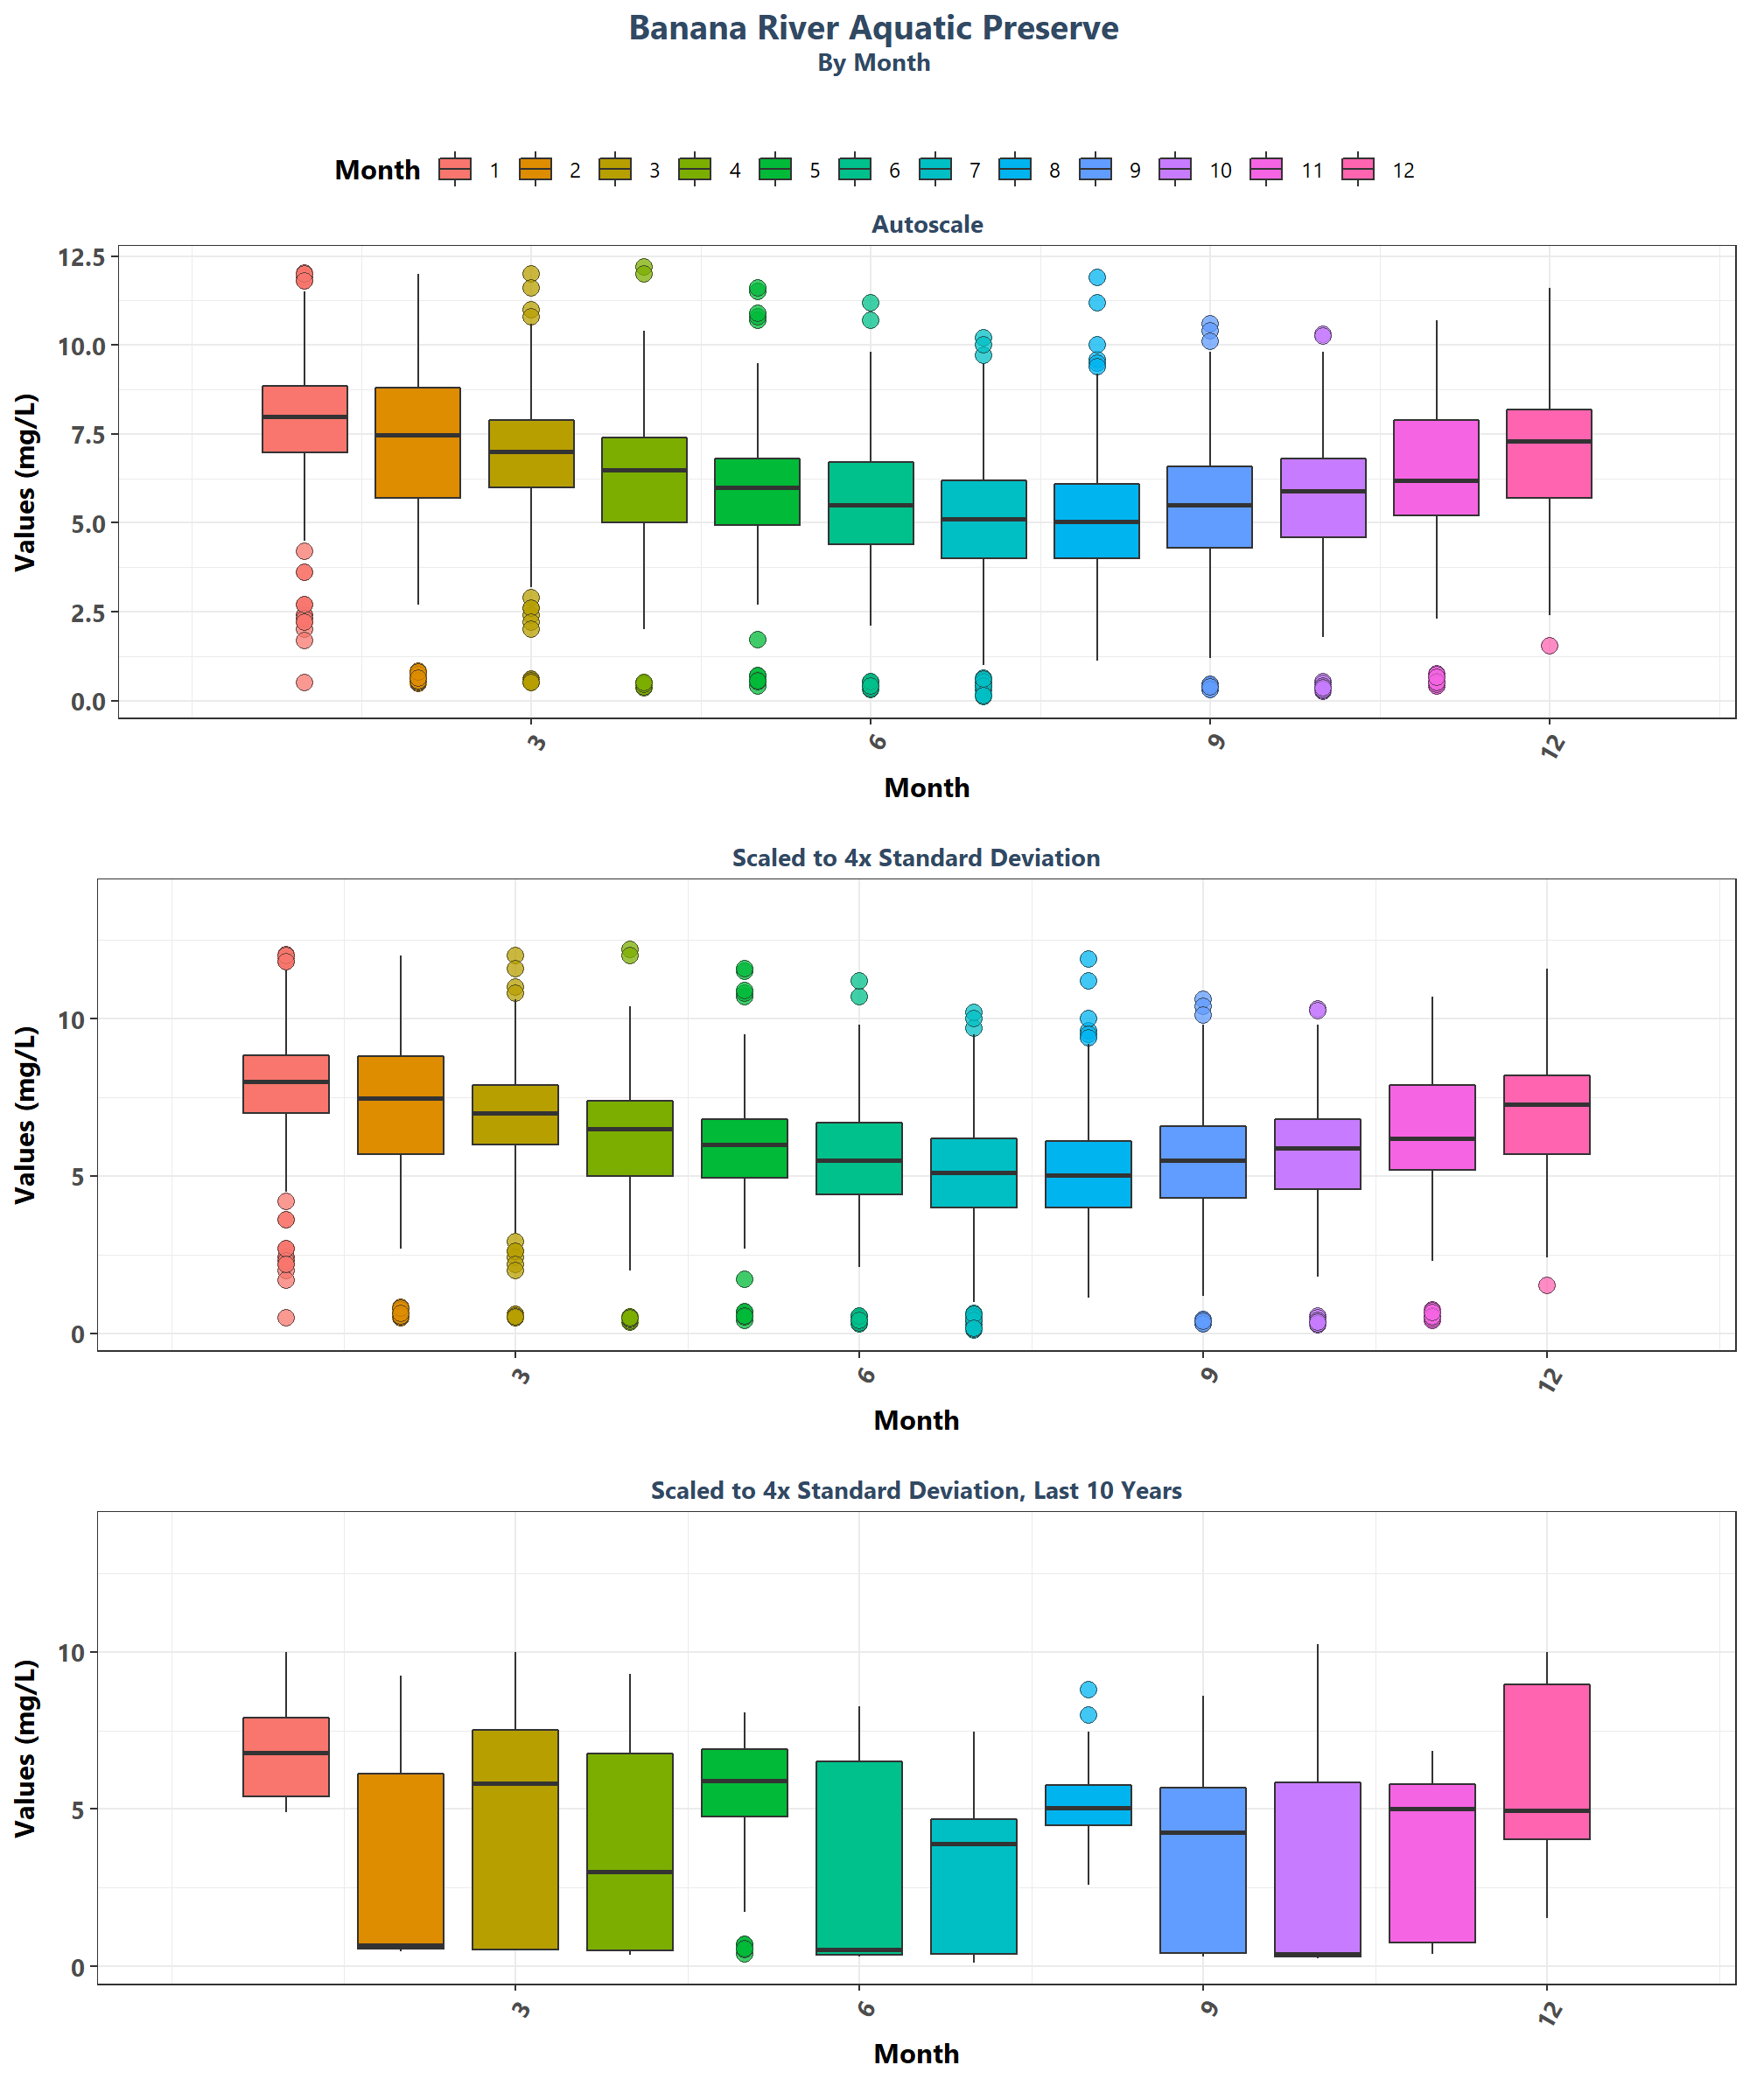 Banana River Aquatic Preserve
By Month
Month 1 2 3 4 5 6 7 8 9 10 11 12
Autoscale
Values (mg/L)
12.5
10.0
7.5
5.0
2.5
0.0
3 6 9 12
Month
Scaled to 4x Standard Deviation
Values (mg/L)
10
5
0
3 6 9 12
Month
Scaled to 4x Standard Deviation, Last 10 Years
Values (mg/L)
10
5
0
3 6 9 12
Month